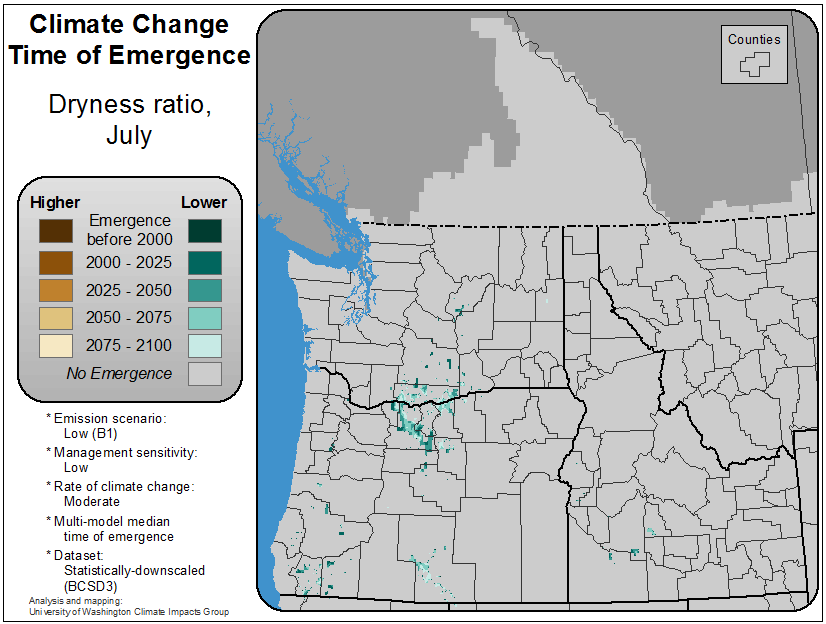 Climate Change
Time of Emergence
Dryness ratio,
July
Higher Lower
Emergence
before 2000
2000 - 2025
2025 - 2050
2050 - 2075
2075 - 2100
No Emergence
* Emission scenario:
Low (B1)
* Management sensitivity:
Low
* Rate of climate change:
Moderate
* Multi-model median
time of emergence
* Dataset:
Statistically-downscaled
(BCSD3)
Analysis and mapping:
University of Washington Climate Impacts Group
Counties